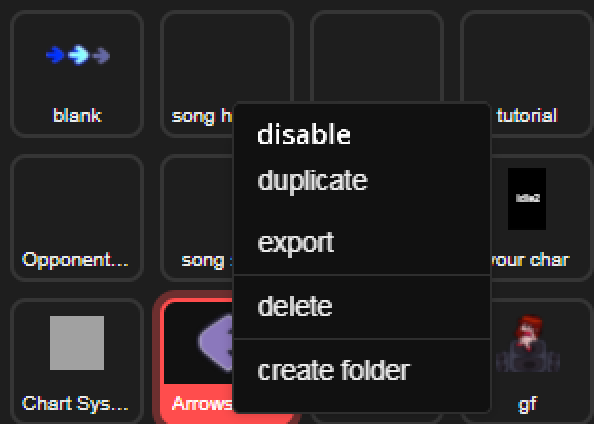 blank
song h
tutorial
disable
duplicate
export
delete
create folder
Opponent...
song
Idle2
your char
Chart Sys...
Arrows
gf